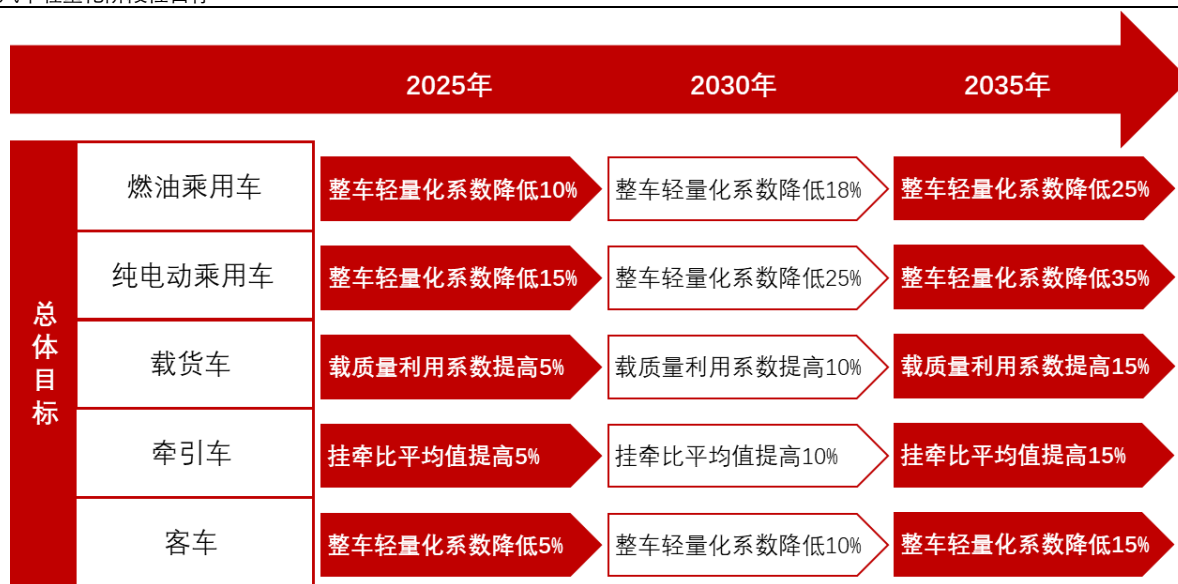 2025年 2030年 2035年
总体目标
燃油乘用车 整车轻量化系数降低10% 整车轻量化系数降低18% 整车轻量化系数降低25%
纯电动乘用车 整车轻量化系数降低15% 整车轻量化系数降低25% 整车轻量化系数降低35%
载货车 载质量利用系数提高5% 载质量利用系数提高10% 载质量利用系数提高15%
牵引车 挂牵比平均值提高5% 挂牵比平均值提高10% 挂牵比平均值提高15%
客车 整车轻量化系数降低5% 整车轻量化系数降低10% 整车轻量化系数降低15%